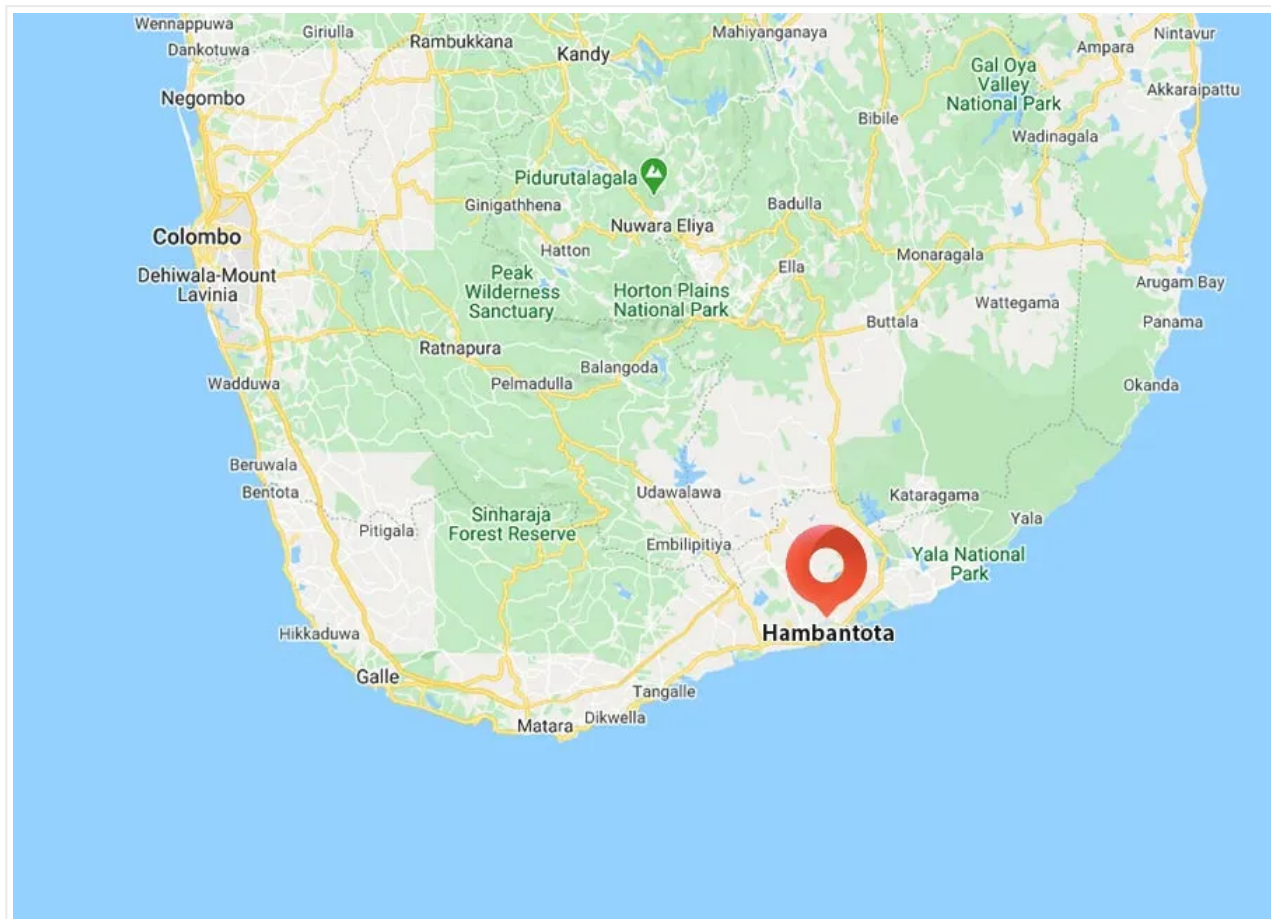 Wennappuwa
Giriulla
Mahiyanganaya
Nintavur
Dankotuwa
Rambukkana
Kandy
Ampara
Gal Oya
Valley
National Park
Negombo
Akkaraipattu
Bibile
Wadinagala
Pidurutalagala
Ginigathhena
Badulla
Nuwara Eliya
Colombo
Hatton
Monaragala
Dehiwala-Mount
Lavinia
Peak
Wilderness
Sanctuary
Ella
Horton Plains
National Park
Arugam Bay
Wattegama
Buttala
Panama
Ratnapura
Balangoda
Wadduwa
Pelmadulla
Okanda
Beruwala
Bentota
Udawalawa
Kataragama
Pitigala
Sinharaja
Forest Reserve
Yala
Embilipitiya
Yala National
Park
Hikkaduwa
Hambantota
Galle
Tangalle
Matara
Dikwella